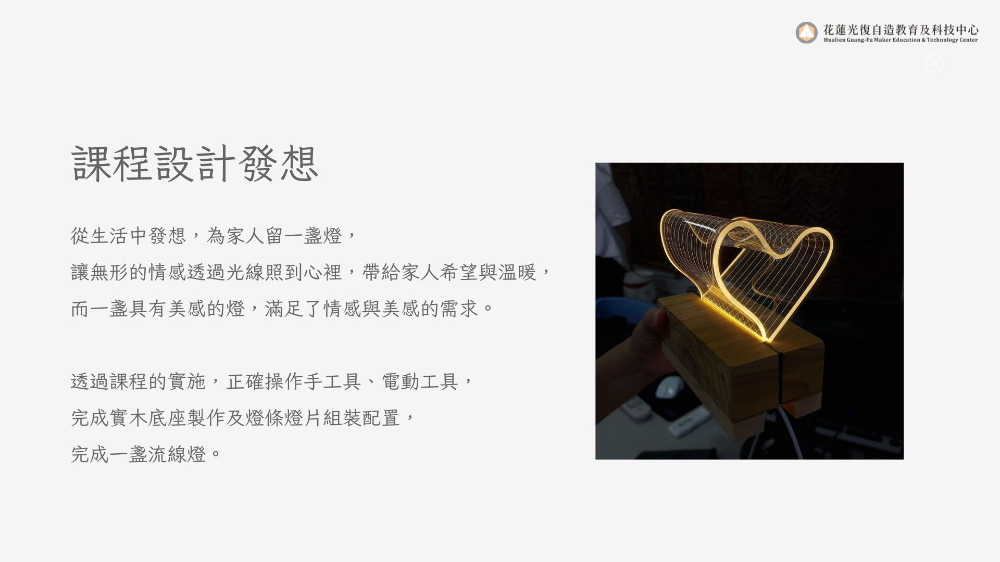 花蓮光復自造教育及科技中心
Hualien Guang-Fu Maker Education & Technology Center
課程設計發想
從生活中發想，為家人留一盞燈，
讓無形的情感透過光線照到心裡，帶給家人希望與溫暖，
而一盞具有美感的燈，滿足了情感與美感的需求。
透過課程的實施，正確操作手工具、電動工具，
完成實木底座製作及燈條燈片組裝配置，
完成一盞流線燈。